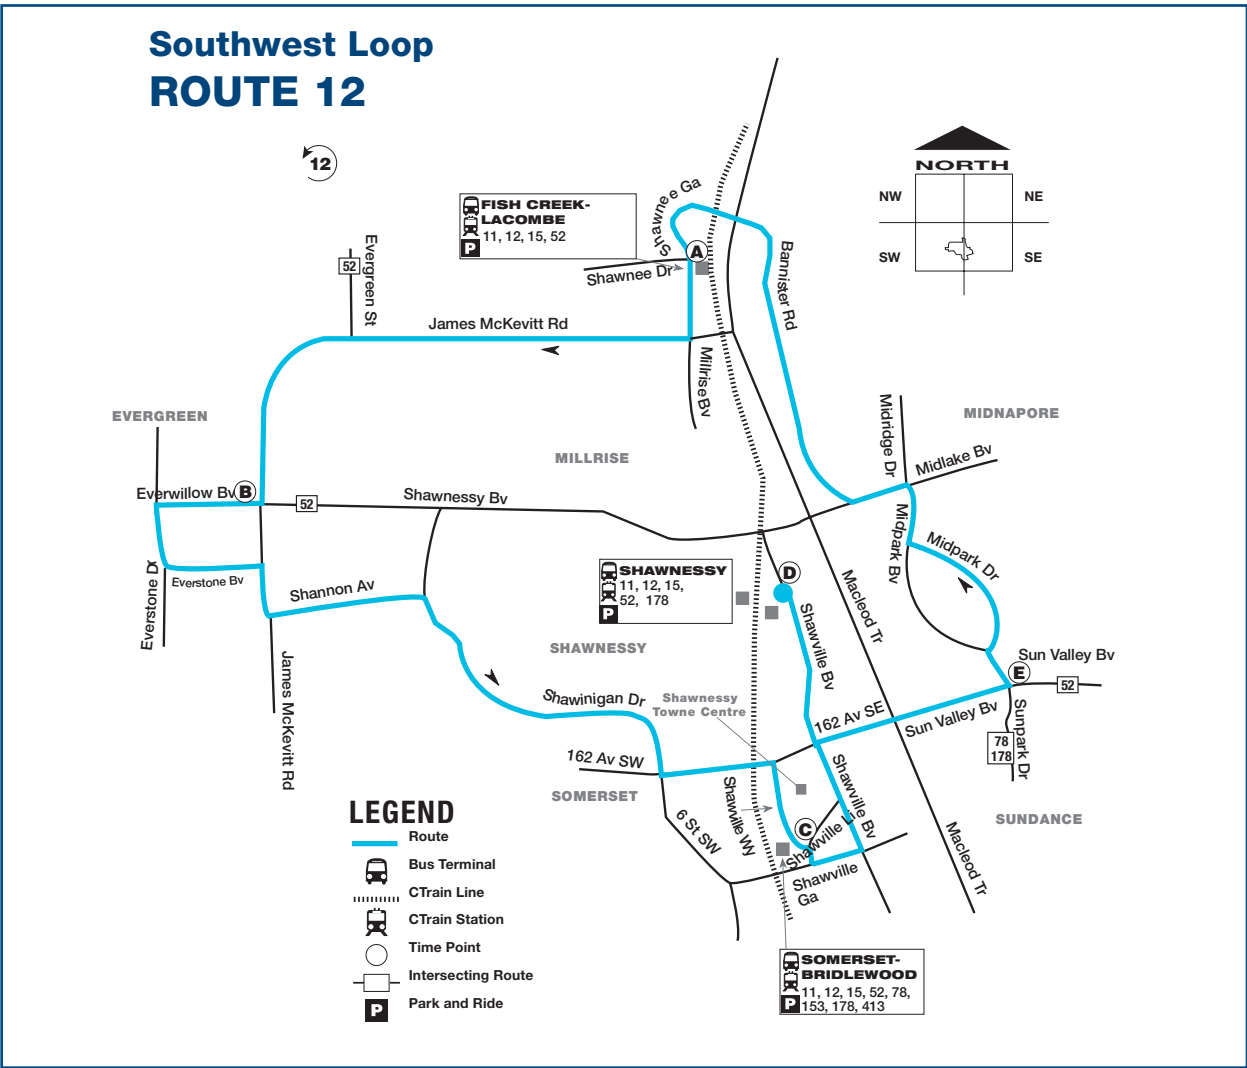 Southwest Loop
ROUTE 12
12
NORTH
NW
NE
SW
SE
FISH CREEK-
LACOMBE
11, 12, 15, 52
P
Shawnee Ga
A
Shawnee Dr
Bannister Rd
52
Evergreen St
James McKevitt Rd
Millrise Bv
EVERGREEN
MILLRISE
MIDNAPORE
Midridge Dr
Midlake Bv
Everwillow Bv
B
52
Shawnessy Bv
Midpark Bv
Midpark Dr
Everstone Dr
Everstone Bv
Shannon Av
SHAWNESSY
11, 12, 15,
52, 178
P
D
Shawville Bv
Macleod Tr
SHAWNESSY
James McKevitt Rd
Shawinigan Dr
Shawnessy
Towne Centre
162 Av SE
Sun Valley Bv
Sun Valley Bv
E
52
Sunpark Dr
78
178
162 Av SW
SOMERSET
6 St SW
Shawville Wy
C
Shawville Li
Shawville Bv
Shawville
Ga
Macleod Tr
SUNDANCE
SOMERSET-
BRIDLEWOOD
11, 12, 15, 52, 78,
153, 178, 413
P
LEGEND
Route
Bus Terminal
CTrain Line
CTrain Station
Time Point
Intersecting Route
P
Park and Ride